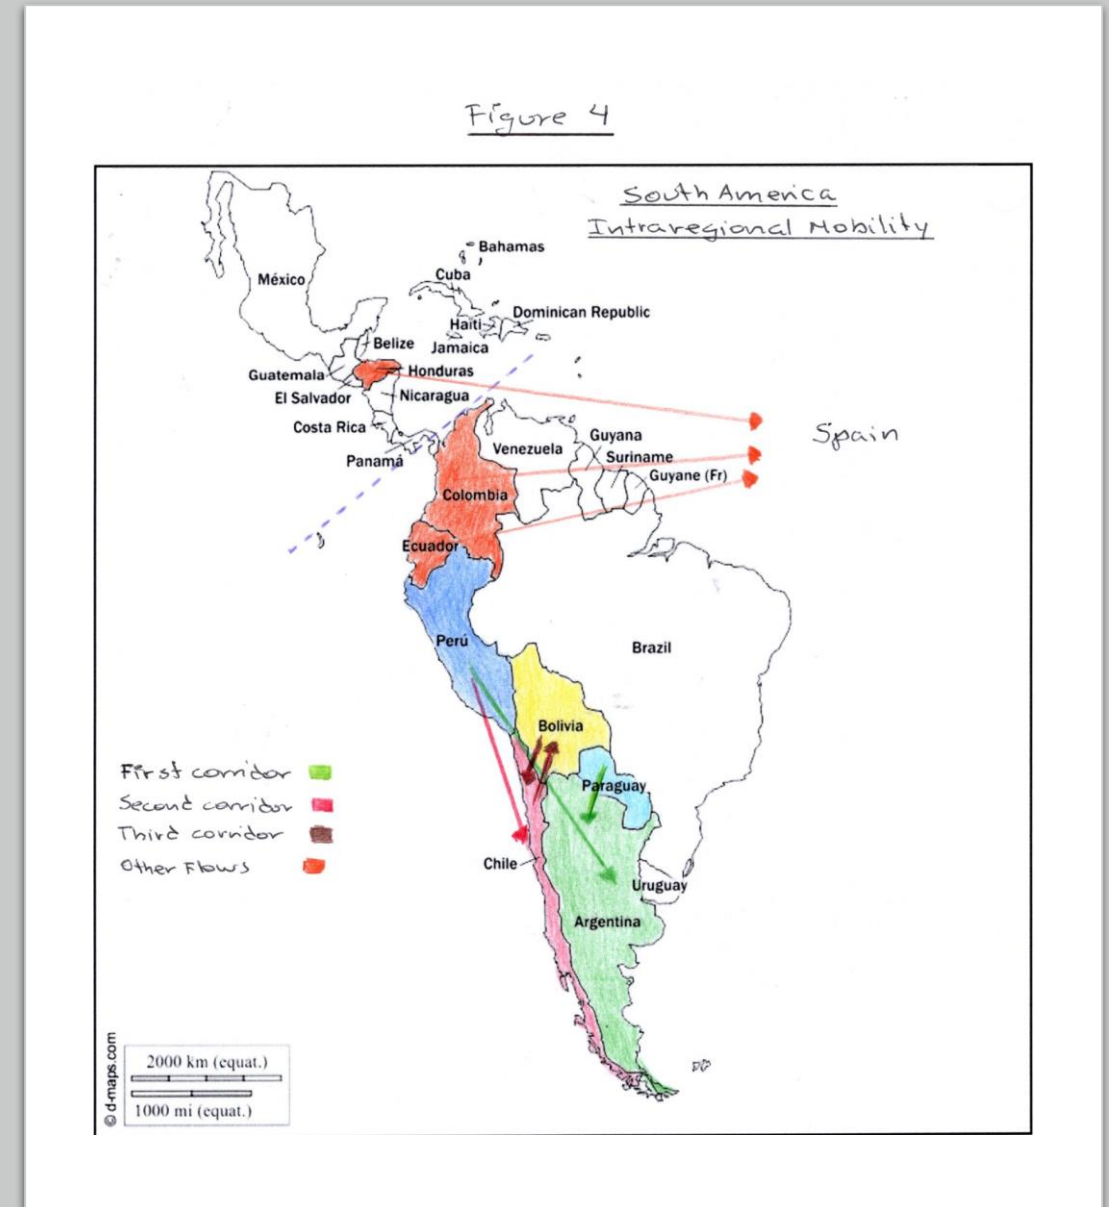 Figure 4
South America
Intraregional Mobility
Bahamas
México
Cuba
Dominican Republic
Haïti
Belize
Jamaica
Guatemala
Honduras
El Salvador
Nicaragua
Costa Rica
Spain
Guyana
Venezuela
Panamá
Suriname
Guyane (Fr)
Colombia
Ecuador
Perú
Brazil
Bolivia
First corridor
Paraguay
Second corridor
Third corridor
Other Flows
Chile
Uruguay
Argentina
2000 km (equat.)
1000 mi (equat.)
© d-maps.com